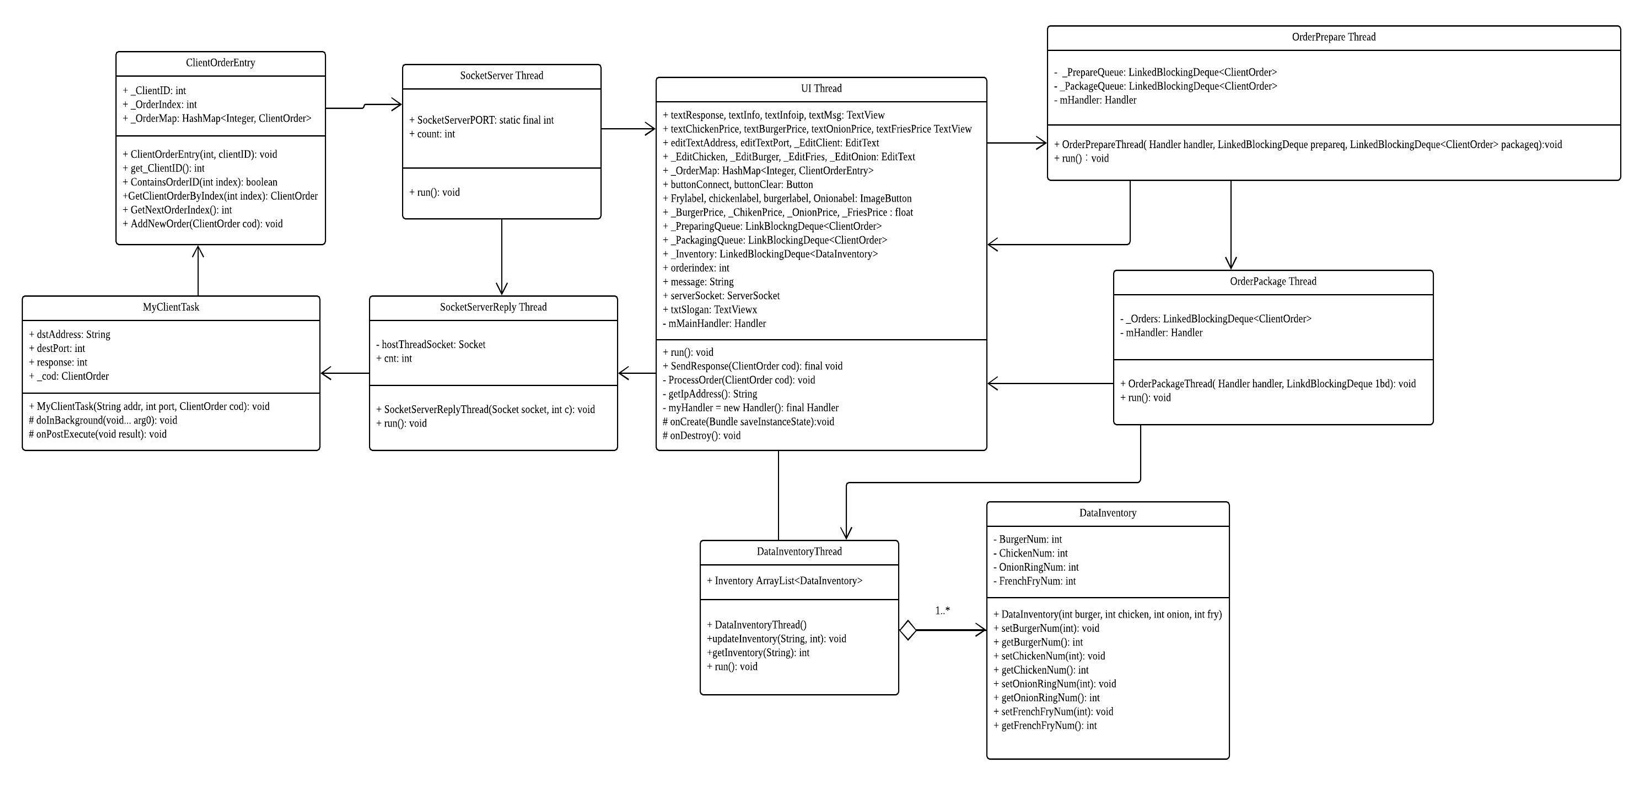 ClientOrderEntry
+ _ClientID: int
+ _OrderIndex: int
+ _OrderMap: HashMap<Integer, ClientOrder>
+ ClientOrderEntry(int, clientID): void
+ get_ClientID(): int
+ ContainsOrderID(int index): boolean
+GetClientOrderByIndex(int index): ClientOrder
+ GetNextOrderIndex(): int
+ AddNewOrder(ClientOrder cod): void
SocketServer Thread
+ SocketServerPORT: static final int
+ count: int
+ run(): void
UI Thread
+ textResponse, textInfo, textInfoip, textMsg: TextView
+ textChickenPrice, textBurgerPrice, textOnionPrice, textFriesPrice TextView
+ editTextAddress, editTextPort, _EditClient: EditText
+ _EditChicken, _EditBurger, _EditFries, _EditOnion: EditText
+ _OrderMap: HashMap<Integer, ClientOrderEntry>
+ buttonConnect, buttonClear: Button
+ Frylabel, chickenlabel, burgerlabel, Onionabel: ImageButton
+ _BurgerPrice, _ChikenPrice, _OnionPrice, _FriesPrice : float
+ _PreparingQueue: LinkBlockngDeque<ClientOrder>
+ _PackagingQueue: LinkBlockngDeque<ClientOrder>
+ _Inventory: LinkedBlockingDeque<DataInventory>
+ orderindex: int
+ message: String
+ serverSocket: ServerSocket
+ txtSlogan: TextViewx
- mMainHandler: Handler
+ run(): void
+ SendResponse(ClientOrder cod): final void
- ProcessOrder(ClientOrder cod): void
- getIpAddress(): String
- myHandler = new Handler(): final Handler
# onCreate(Bundle saveInstanceState):void
# onDestroy(): void
OrderPrepare Thread
- _PrepareQueue: LinkedBlockingDeque<ClientOrder>
- _PackageQueue: LinkedBlockingDeque<ClientOrder>
- mHandler: Handler
+ OrderPrepareThread( Handler handler, LinkedBlockingDeque prepareq, LinkedBlockingDeque<ClientOrder> packageq):void
+ run() : void
OrderPackage Thread
- _Orders: LinkedBlockingDeque<ClientOrder>
- mHandler: Handler
+ OrderPackageThread( Handler handler, LinkdBlockingDeque 1bd): void
+ run(): void
MyClientTask
+ dstAddress: String
+ destPort: int
+ response: int
+ _cod: ClientOrder
+ MyClientTask(String addr, int port, ClientOrder cod): void
# doInBackground(void... arg0): void
# onPostExecute(void result): void
SocketServerReply Thread
- hostThreadSocket: Socket
+ cnt: int
+ SocketServerReplyThread(Socket socket, int c): void
+ run(): void
DataInventoryThread
+ Inventory ArrayList<DataInventory>
+ DataInventoryThread()
+updateInventory(String, int): void
+getInventory(String): int
+ run(): void
1..*
DataInventory
- BurgerNum: int
- ChickenNum: int
- OnionRingNum: int
- FrenchFryNum: int
+ DataInventory(int burger, int chicken, int onion, int fry)
+ setBurgerNum(int): void
+ getBurgerNum(): int
+ setChickenNum(int): void
+ getChickenNum(): int
+ setOnionRingNum(int): void
+ getOnionRingNum(): int
+ setFrenchFryNum(int): void
+ getFrenchFryNum(): int